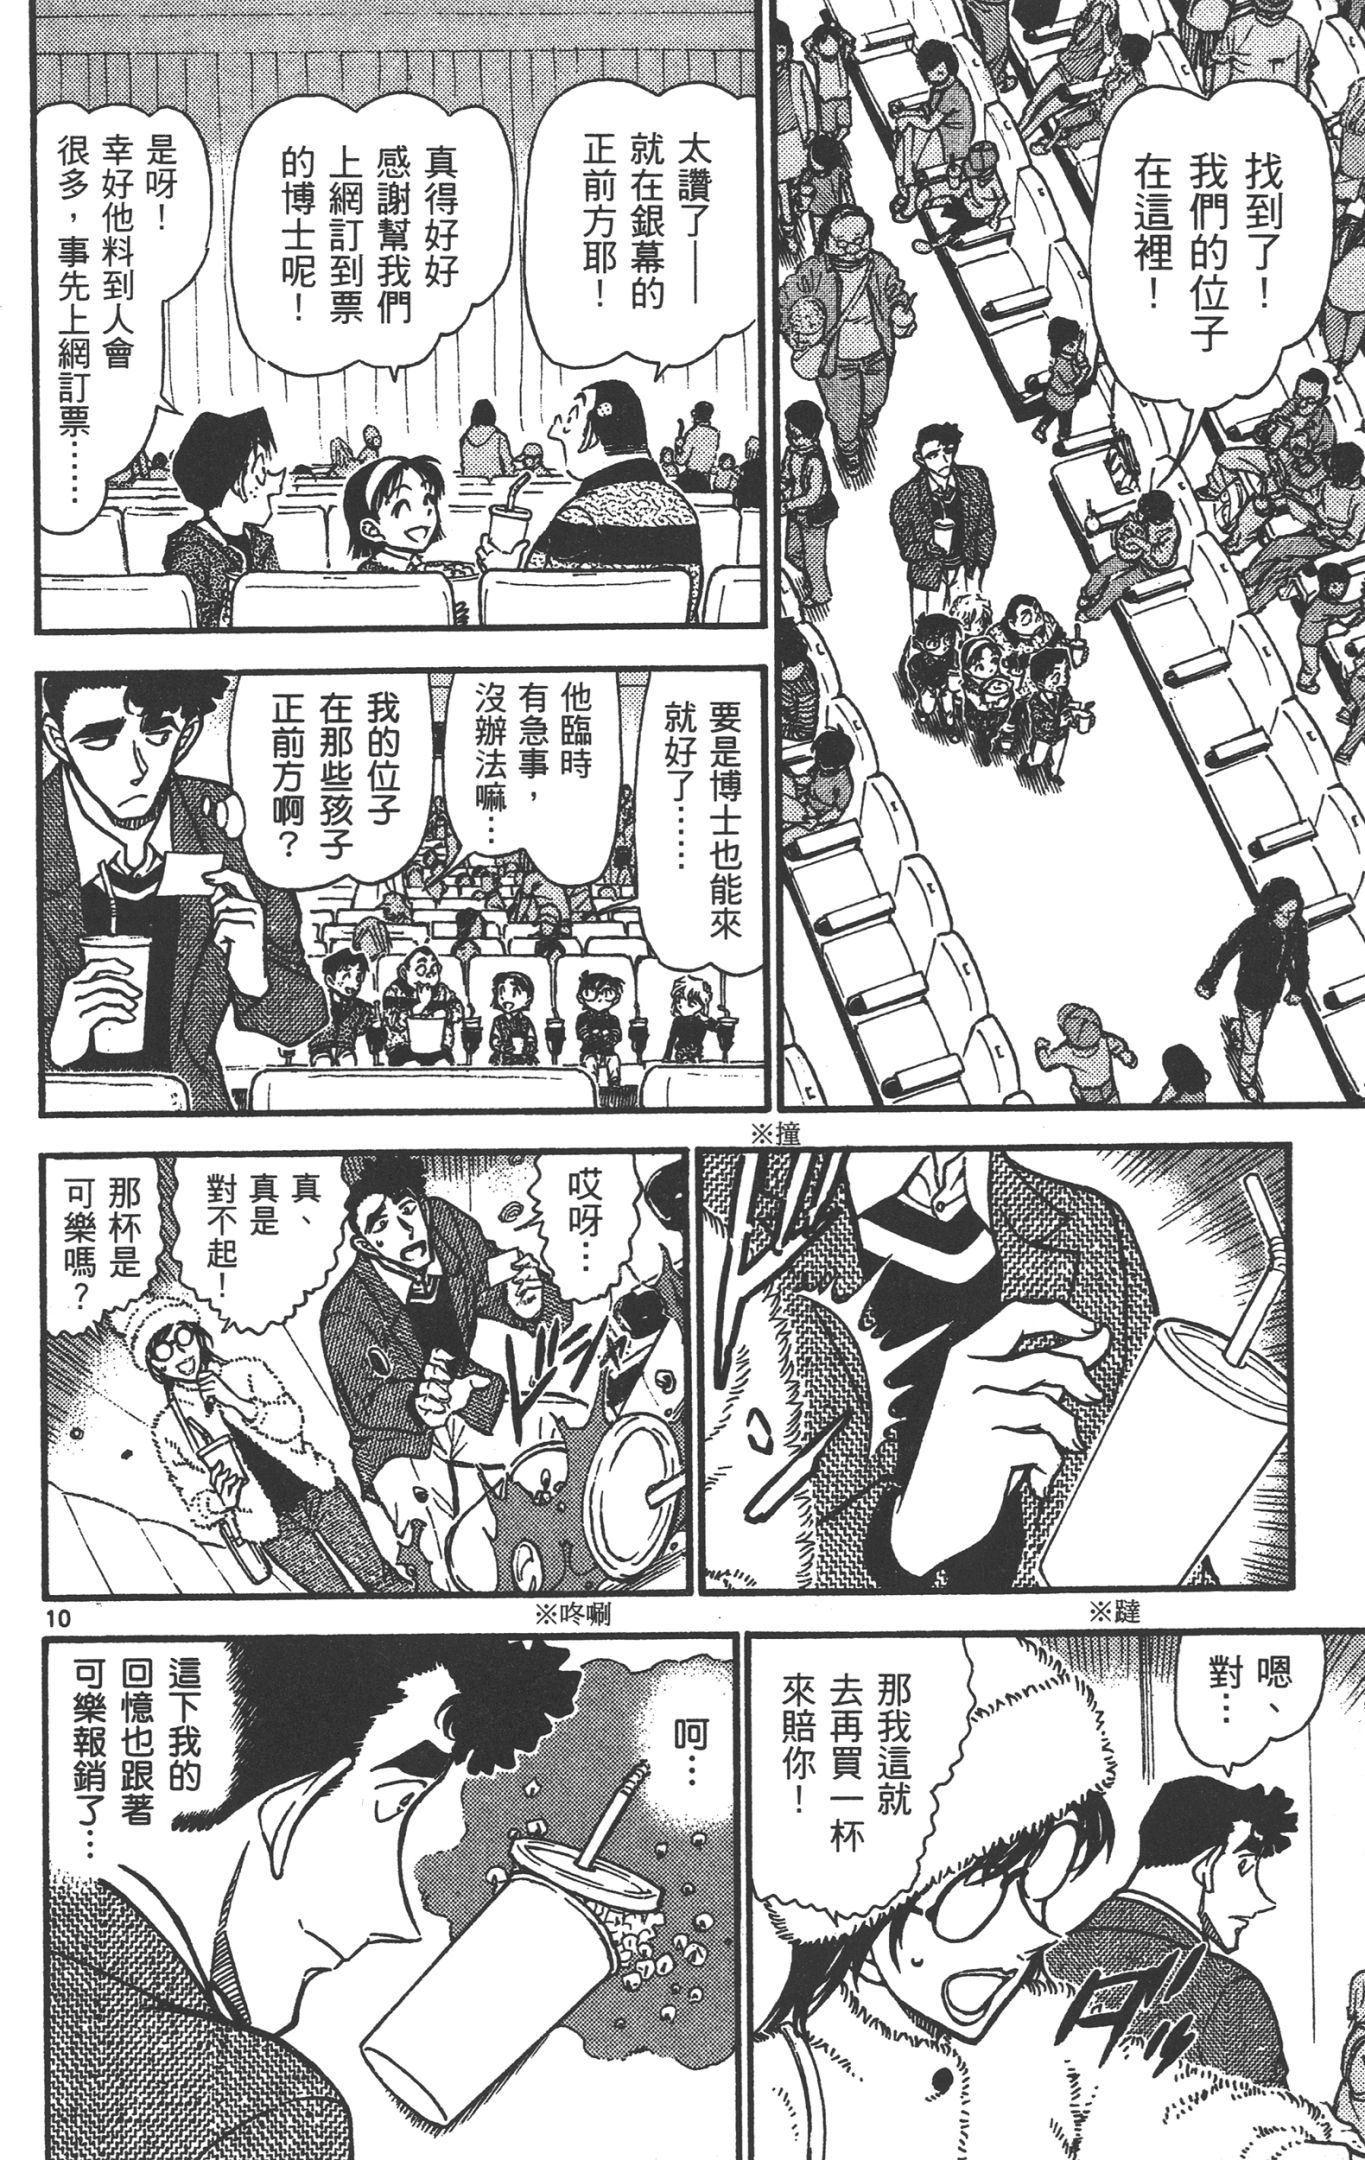 找到了！
我們的位子
在這裡！
太讚了——
就在銀幕的
正前方耶！
真得好好
感謝幫我們
上網訂到票
的博士呢！
是呀！
幸好他料到人會
很多，事先上網訂票……
要是博士也能來
就好了……
他臨時
有急事，
沒辦法嘛…
我的位子
在那些孩子
正前方啊？
※撞
哎呀…
真、
真是
對不起！
那杯是
可樂嗎？
10
※咚唰
※躂
嗯、
對…
那我這就
去再買一杯
來賠你！
呵…
這下我的
回憶也跟著
可樂報銷了…